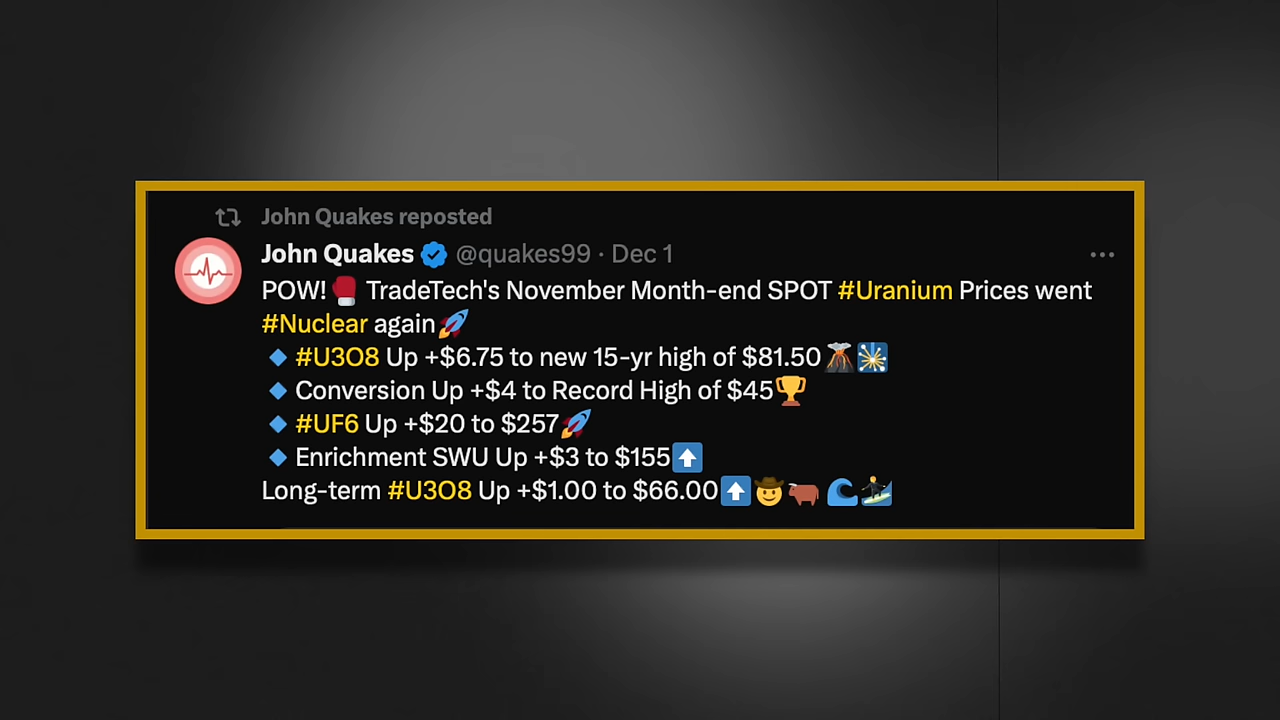 John Quakes reposted
John Quakes @quakes99 · Dec 1
POW!🥊 TradeTech's November Month-end SPOT #Uranium Prices went
#Nuclear again🚀
🔹#U3O8 Up +$6.75 to new 15-yr high of $81.50🌋🎇
🔹Conversion Up +$4 to Record High of $45🏆
🔹#UF6 Up +$20 to $257🚀
🔹Enrichment SWU Up +$3 to $155⬆️
Long-term #U3O8 Up +$1.00 to $66.00⬆️🤠🐂🌊🏄